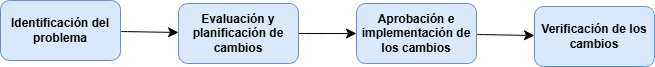 Identificación del
problema
Evaluación y
planificación de
cambios
Aprobación e
implementación de
los cambios
Verificación de los
cambios